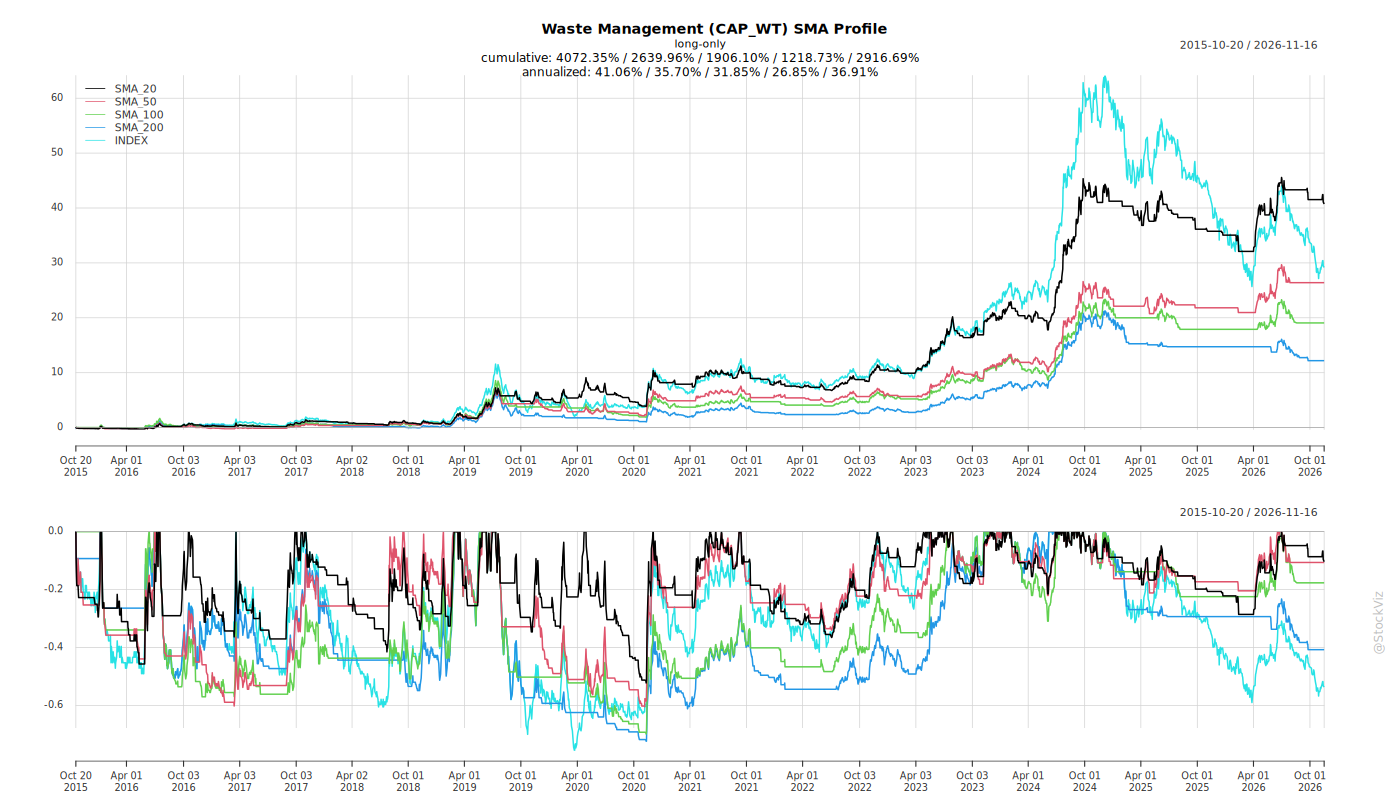 Waste Management (CAP_WT) SMA Profile
long-only
cumulative: 4072.35% / 2639.96% / 1906.10% / 1218.73% / 2916.69%
annualized: 41.06% / 35.70% / 31.85% / 26.85% / 36.91%
2015-10-20 / 2026-11-16
SMA_20
SMA_50
SMA_100
SMA_200
INDEX
60
50
40
30
20
10
0
Oct 20 Apr 01 Oct 03 Apr 03 Oct 03 Apr 02 Oct 01 Apr 01 Oct 01 Apr 01 Oct 01 Apr 01 Oct 01 Apr 01 Oct 03 Apr 03 Oct 03 Apr 01 Oct 01 Apr 01 Oct 01 Apr 01 Oct 01
2015 2016 2016 2017 2017 2018 2018 2019 2019 2020 2020 2021 2021 2022 2022 2023 2023 2024 2024 2025 2025 2026 2026
2015-10-20 / 2026-11-16
0.0
-0.2
-0.4
-0.6
Oct 20 Apr 01 Oct 03 Apr 03 Oct 03 Apr 02 Oct 01 Apr 01 Oct 01 Apr 01 Oct 01 Apr 01 Oct 01 Apr 01 Oct 03 Apr 03 Oct 03 Apr 01 Oct 01 Apr 01 Oct 01 Apr 01 Oct 01
2015 2016 2016 2017 2017 2018 2018 2019 2019 2020 2020 2021 2021 2022 2022 2023 2023 2024 2024 2025 2025 2026 2026
@StockViz